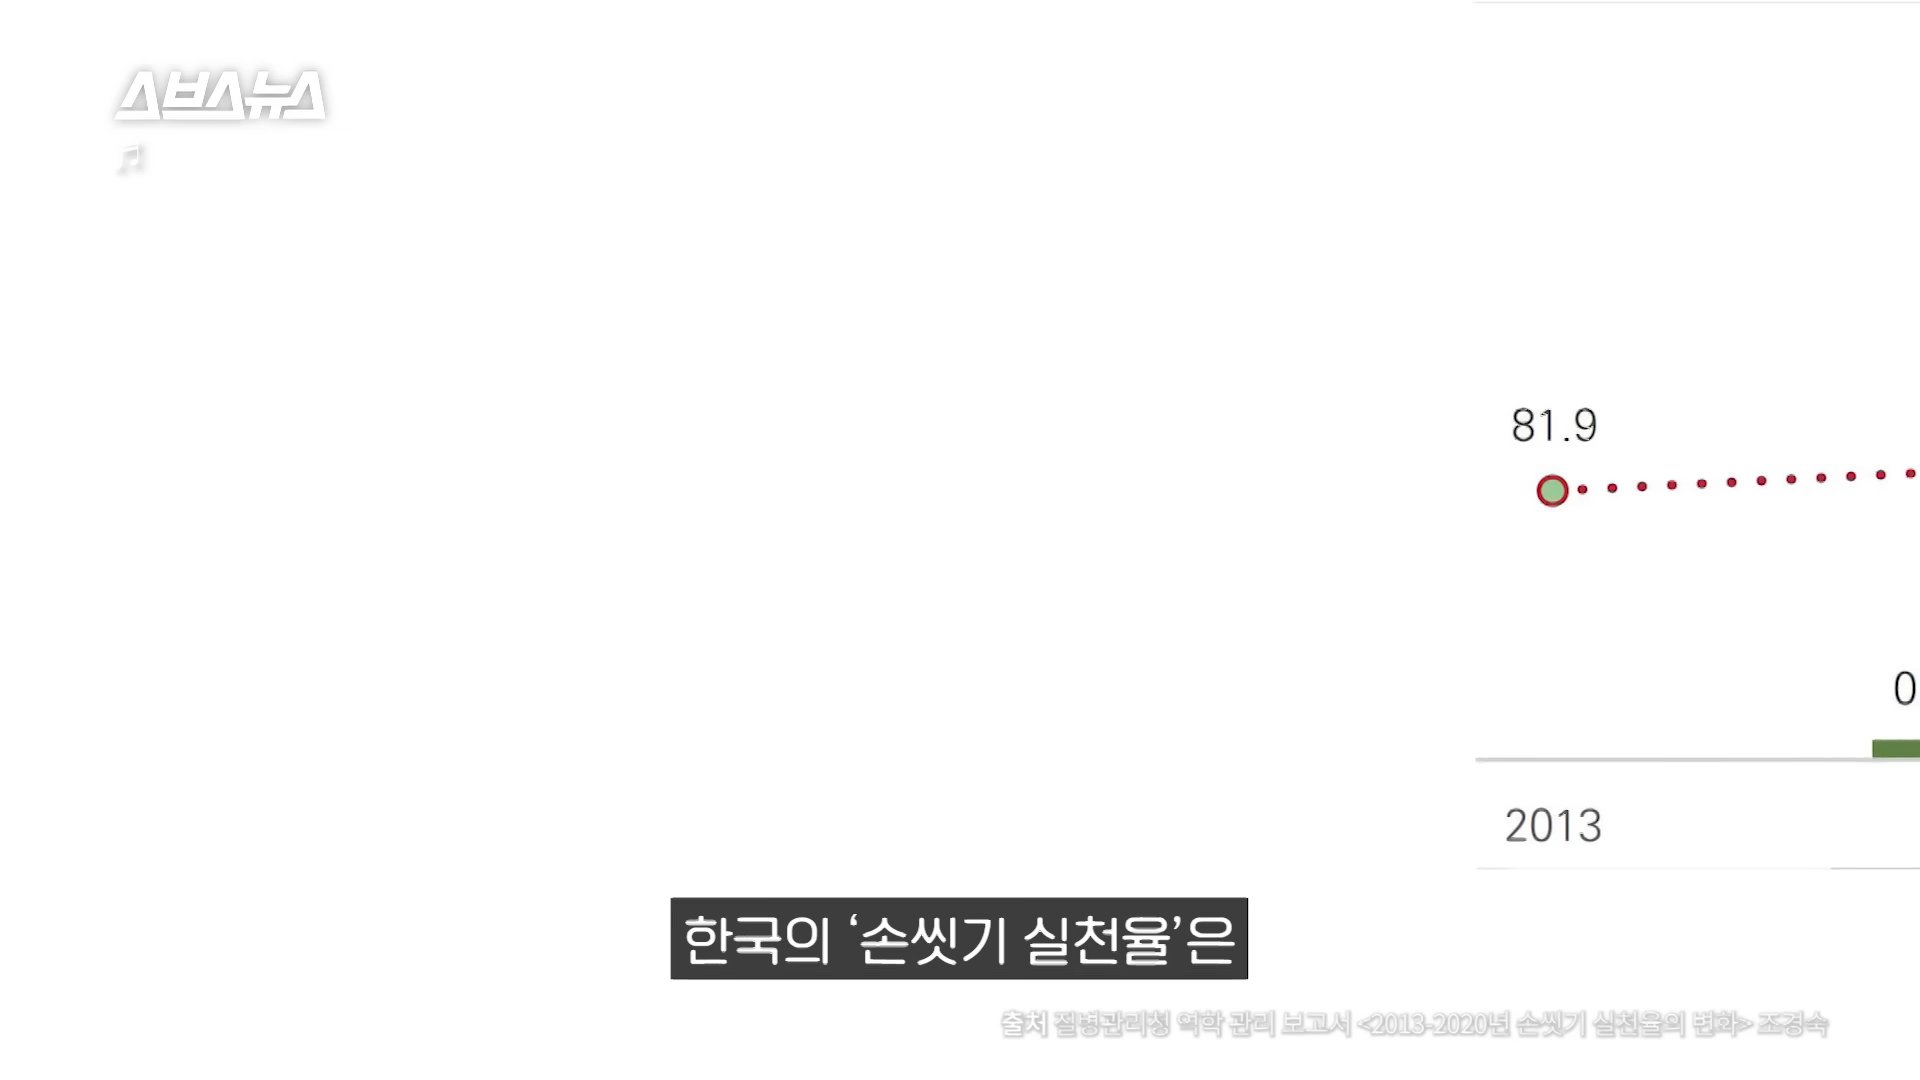 스브스뉴스
♫
81.9
0
2013
한국의 ‘손씻기 실천율’은
출처 질병관리청 역학 관리 보고서 <2013-2020년 손씻기 실천율의 변화> 조경숙